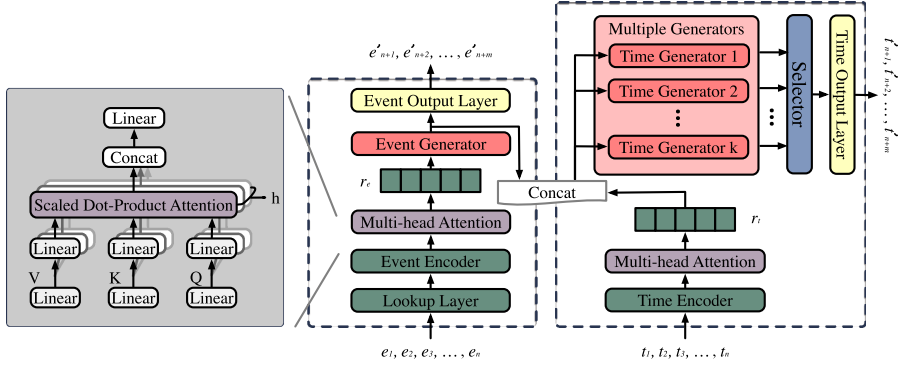 Linear
Concat
Scaled Dot-Product Attention
h
Linear Linear Linear
V K Q
Linear Linear Linear
e'n+1, e'n+2, ..., e'n+m
Event Output Layer
Event Generator
re
Multi-head Attention
Event Encoder
Lookup Layer
e1, e2, e3, ..., en
Concat
Multiple Generators
Time Generator 1
Time Generator 2
...
Time Generator k
...
Selector
Time Output Layer
t'n+1, t'n+2, ..., t'n+m
rt
Multi-head Attention
Time Encoder
t1, t2, t3, ..., tn